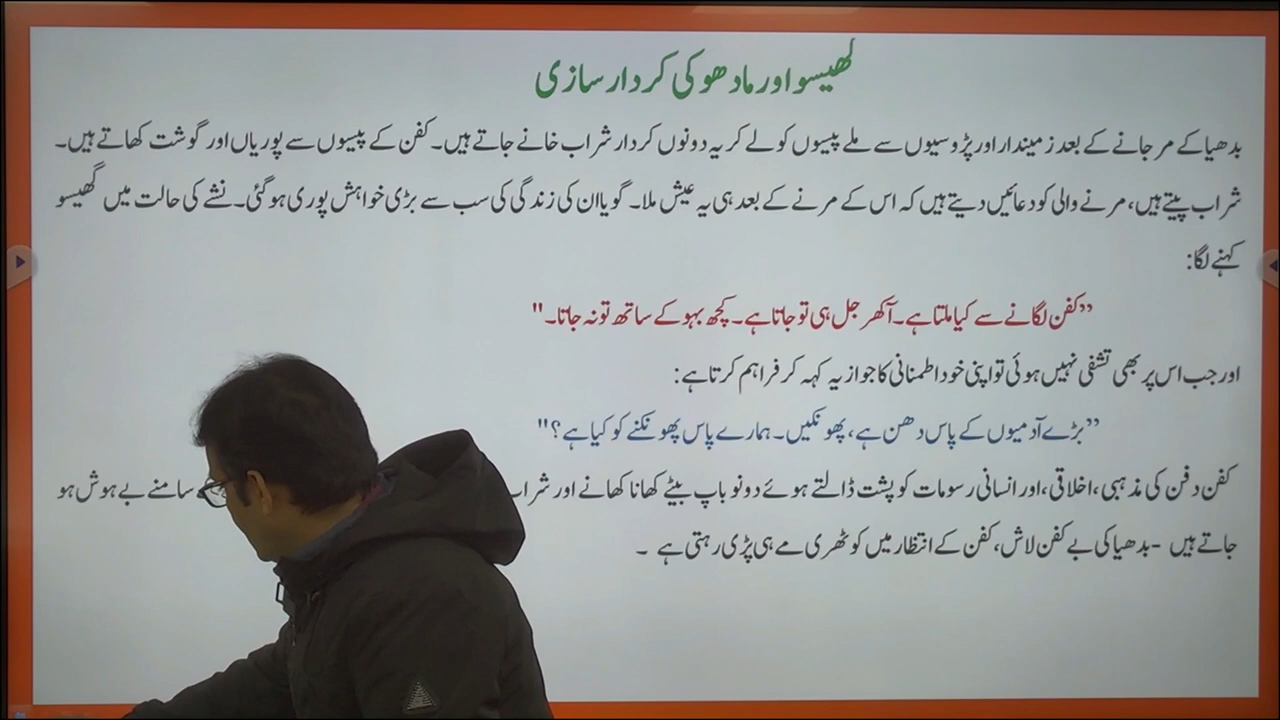 گھیسو اور مادھو کی کردار سازی
بدھیا کے مر جانے کے بعد زمیندار اور پڑوسیوں سے ملے پیسوں کو لے کر یہ دونوں کردار شراب خانے جاتے ہیں۔ کفن کے پیسوں سے پوریاں اور گوشت کھاتے ہیں۔
شراب پیتے ہیں، مرنے والی کو دعائیں دیتے ہیں کہ اس کے مرنے کے بعد ہی یہ عیش ملا۔ گویا ان کی زندگی کی سب سے بڑی خواہش پوری ہو گئی۔ نشے کی حالت میں گھیسو
کہنے لگا:
”کفن لگانے سے کیا ملتا ہے۔ آکھر جل ہی تو جاتا ہے۔ کچھ بہو کے ساتھ تو نہ جاتا۔"
اور جب اس پر بھی تشفی نہیں ہوئی تو اپنی خود اطمنانی کا جواز یہ کہہ کر فراہم کرتا ہے:
”بڑے آدمیوں کے پاس دھن ہے، پھونکیں۔ ہمارے پاس پھونکنے کو کیا ہے؟"
کفن دفن کی مذہبی، اخلاقی، اور انسانی رسومات کو پشت ڈالتے ہوئے دونو باپ بیٹے کھانا کھانے اور سامنے بے ہوش ہو
جاتے ہیں - بدھیا کی بے کفن لاش، کفن کے انتظار میں کوٹھری مے ہی پڑی رہتی ہے ۔